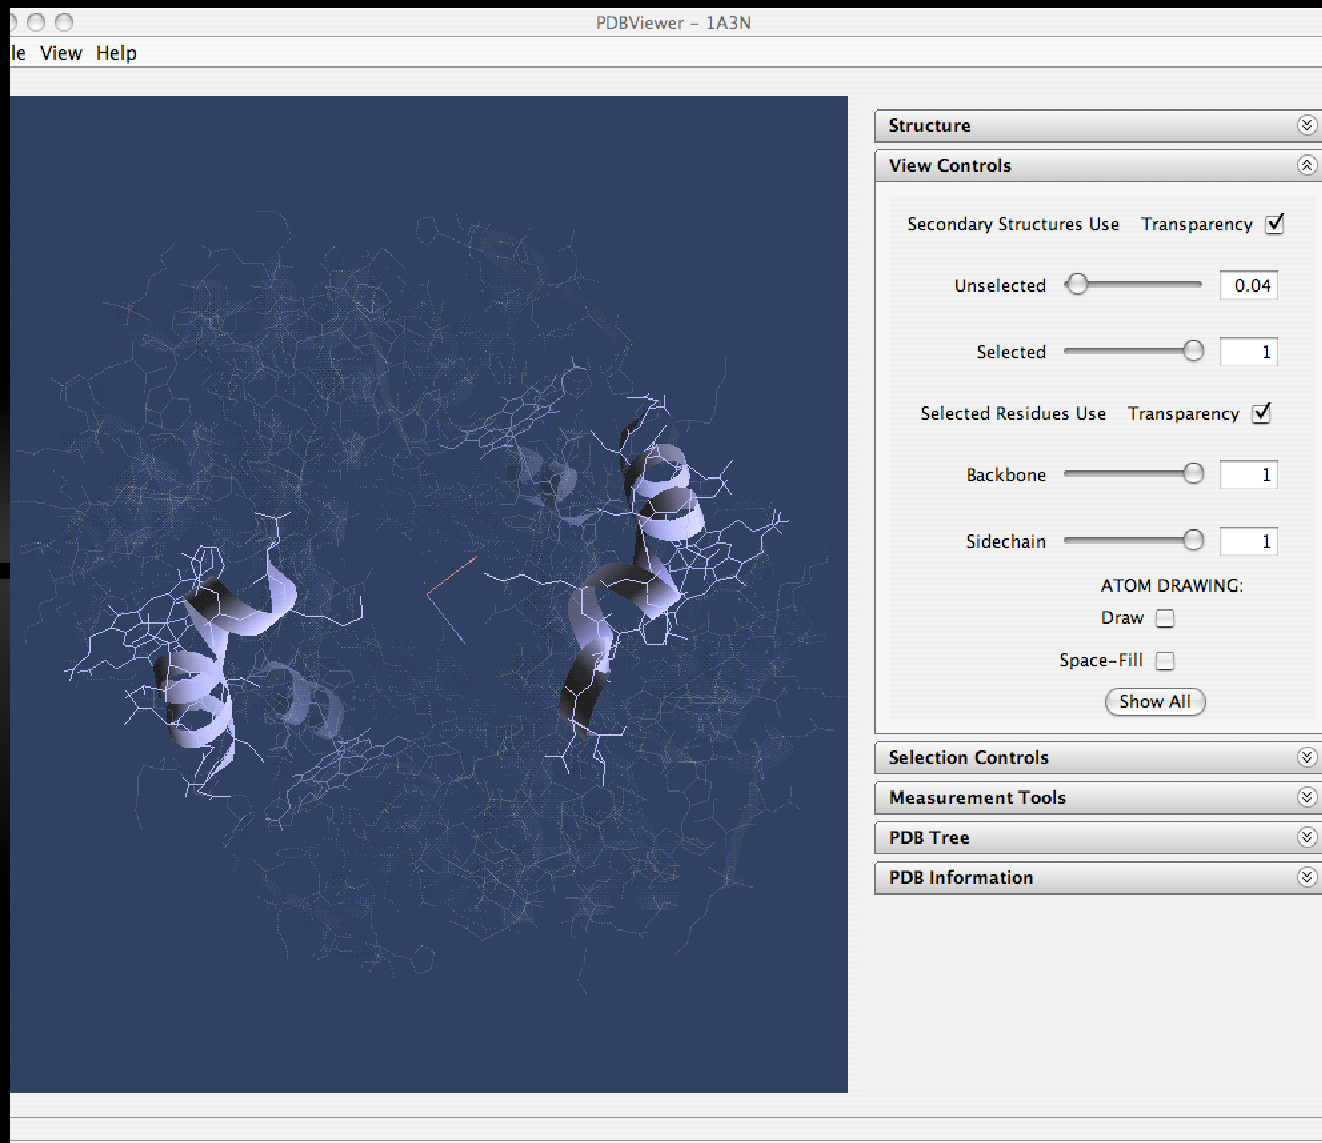 PDBViewer – 1A3N
le View Help
Structure
View Controls
Secondary Structures Use Transparency
Unselected 0.04
Selected 1
Selected Residues Use Transparency
Backbone 1
Sidechain 1
ATOM DRAWING:
Draw
Space-Fill
Show All
Selection Controls
Measurement Tools
PDB Tree
PDB Information